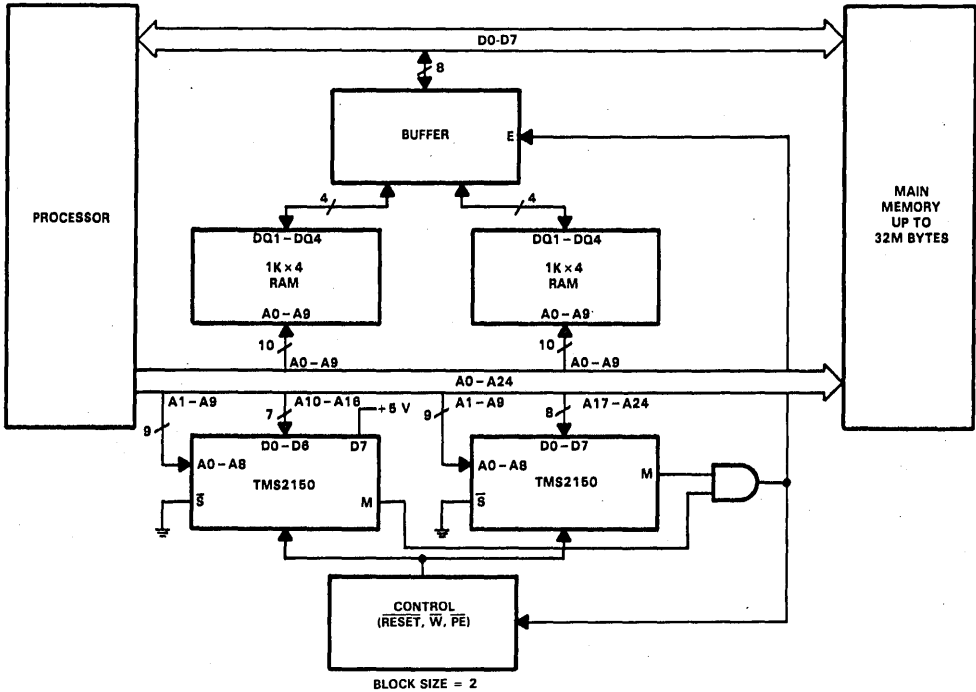 D0-D7
8
BUFFER
E
PROCESSOR
MAIN
MEMORY
UP TO
32M BYTES
4
4
DQ1-DQ4
1K×4
RAM
A0-A9
DQ1-DQ4
1K×4
RAM
A0-A9
10
A0-A9
10
A0-A9
A0-A24
A1-A9
9
A10-A16
7
+5 V
A1-A9
9
A17-A24
8
D0-D6
D7
A0-A8
TMS2150
S̅
M
D0-D7
A0-A8
TMS2150
S̅
M
CONTROL
(R̅E̅S̅E̅T̅, W̅, P̅E̅)
BLOCK SIZE = 2